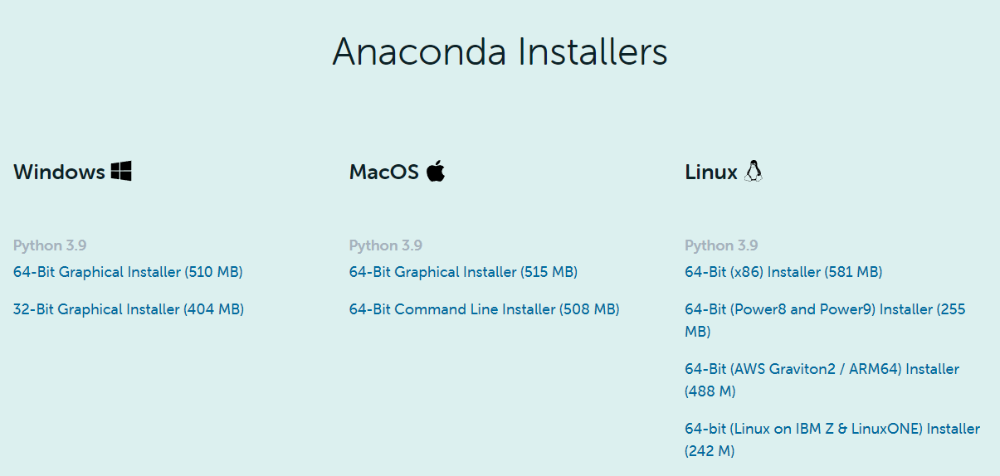 Anaconda Installers
Windows
Python 3.9
64-Bit Graphical Installer (510 MB)
32-Bit Graphical Installer (404 MB)
MacOS
Python 3.9
64-Bit Graphical Installer (515 MB)
64-Bit Command Line Installer (508 MB)
Linux
Python 3.9
64-Bit (x86) Installer (581 MB)
64-Bit (Power8 and Power9) Installer (255
MB)
64-Bit (AWS Graviton2 / ARM64) Installer
(488 M)
64-bit (Linux on IBM Z & LinuxONE) Installer
(242 M)